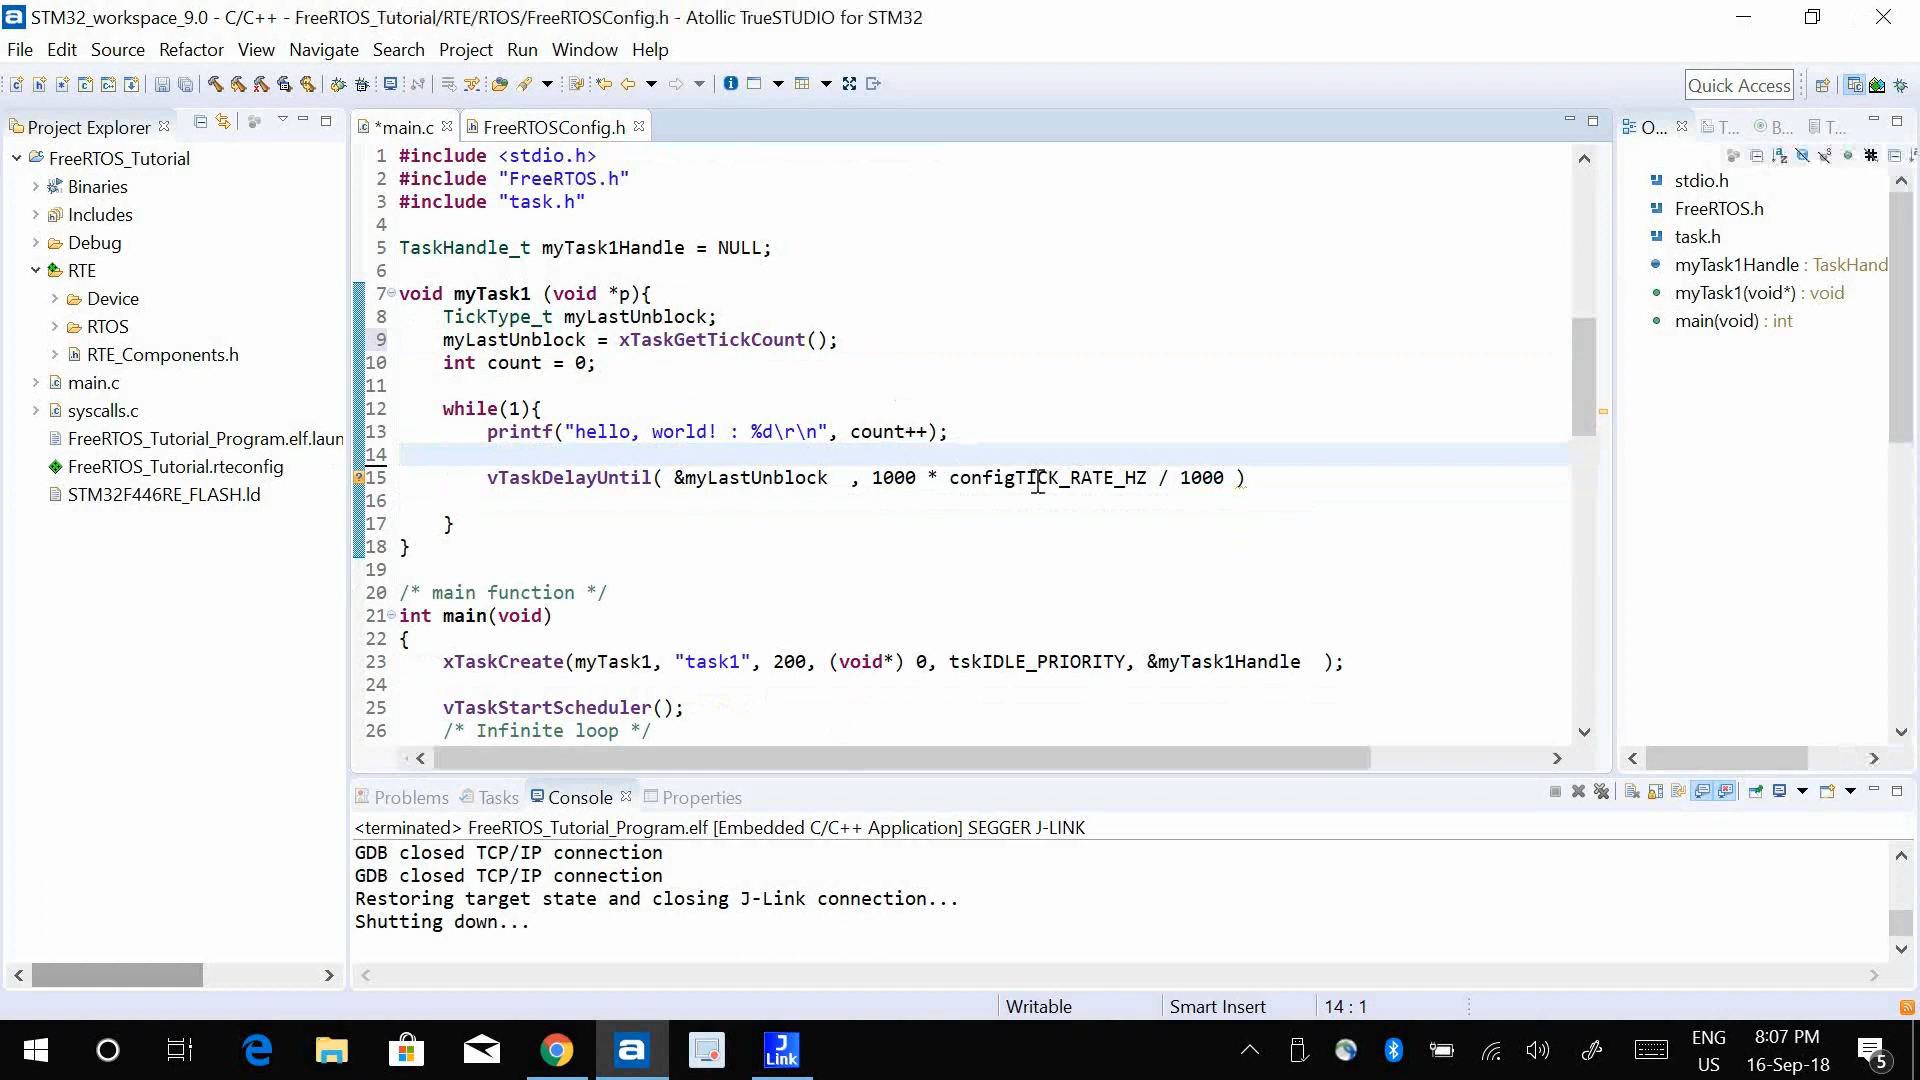 STM32_workspace_9.0 - C/C++ - FreeRTOS_Tutorial/RTE/RTOS/FreeRTOSConfig.h - Atollic TrueSTUDIO for STM32
File Edit Source Refactor View Navigate Search Project Run Window Help
Quick Access
Project Explorer
FreeRTOS_Tutorial
Binaries
Includes
Debug
RTE
Device
RTOS
RTE_Components.h
main.c
syscalls.c
FreeRTOS_Tutorial_Program.elf.laun
FreeRTOS_Tutorial.rteconfig
STM32F446RE_FLASH.ld
*main.c FreeRTOSConfig.h
1 #include <stdio.h>
2 #include "FreeRTOS.h"
3 #include "task.h"
4
5 TaskHandle_t myTask1Handle = NULL;
6
7 void myTask1 (void *p){
8 TickType_t myLastUnblock;
9 myLastUnblock = xTaskGetTickCount();
10 int count = 0;
11
12 while(1){
13 printf("hello, world! : %d\r\n", count++);
14
15 vTaskDelayUntil( &myLastUnblock , 1000 * configTICK_RATE_HZ / 1000 )
16
17 }
18 }
19
20 /* main function */
21 int main(void)
22 {
23 xTaskCreate(myTask1, "task1", 200, (void*) 0, tskIDLE_PRIORITY, &myTask1Handle );
24
25 vTaskStartScheduler();
26 /* Infinite loop */
O... T... B... T...
stdio.h
FreeRTOS.h
task.h
myTask1Handle : TaskHand
myTask1(void*) : void
main(void) : int
Problems Tasks Console Properties
<terminated> FreeRTOS_Tutorial_Program.elf [Embedded C/C++ Application] SEGGER J-LINK
GDB closed TCP/IP connection
GDB closed TCP/IP connection
Restoring target state and closing J-Link connection...
Shutting down...
Writable Smart Insert 14 : 1
J
Link
ENG
US
8:07 PM
16-Sep-18
5